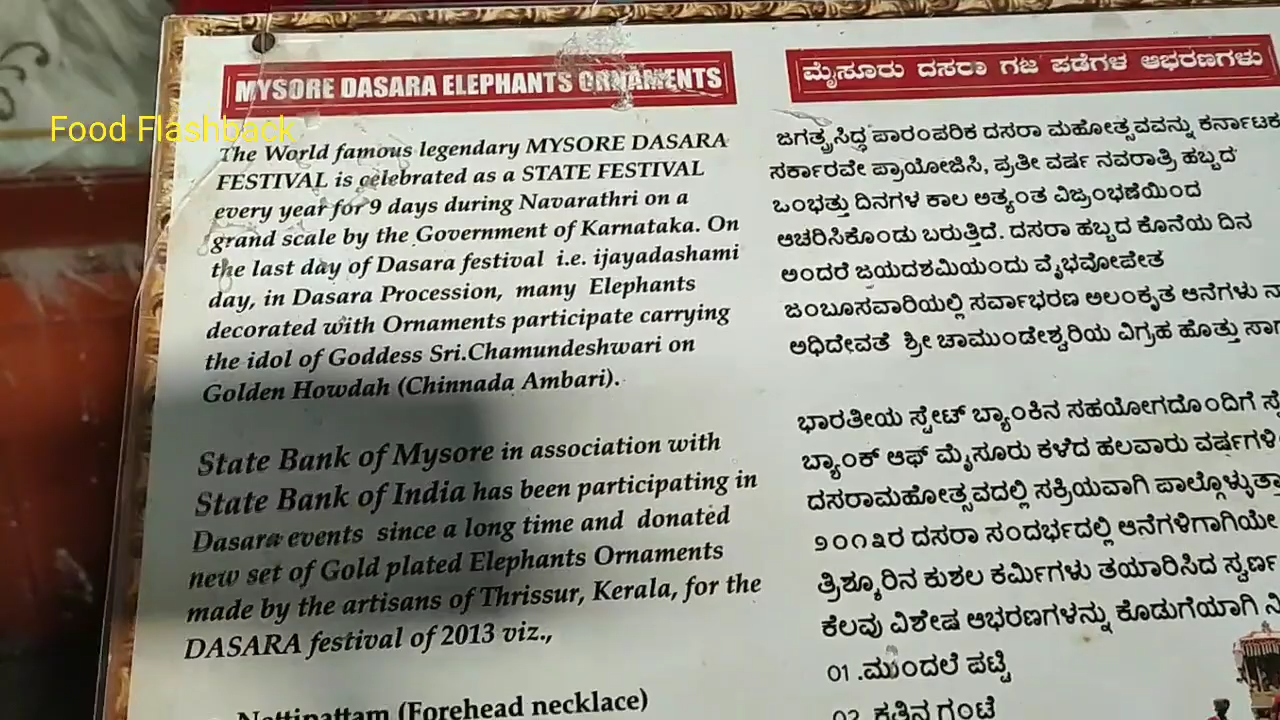 MYSORE DASARA ELEPHANTS ORNAMENTS
Food Flashback
The World famous legendary MYSORE DASARA
FESTIVAL is celebrated as a STATE FESTIVAL
every year for 9 days during Navarathri on a
grand scale by the Government of Karnataka. On
the last day of Dasara festival i.e. ijayadashami
day, in Dasara Procession, many Elephants
decorated with Ornaments participate carrying
the idol of Goddess Sri.Chamundeshwari on
Golden Howdah (Chinnada Ambari).
State Bank of Mysore in association with
State Bank of India has been participating in
Dasara events since a long time and donated
new set of Gold plated Elephants Ornaments
made by the artisans of Thrissur, Kerala, for the
DASARA festival of 2013 viz.,
Nettipattam (Forehead necklace)
ಮೈಸೂರು ದಸರಾ ಗಜ ಪಡೆಗಳ ಆಭರಣಗಳು
ಜಗತ್ಪ್ರಸಿದ್ಧ ಪಾರಂಪರಿಕ ದಸರಾ ಮಹೋತ್ಸವವನ್ನು ಕರ್ನಾಟಕ
ಸರ್ಕಾರವೇ ಪ್ರಾಯೋಜಿಸಿ, ಪ್ರತೀ ವರ್ಷ ನವರಾತ್ರಿ ಹಬ್ಬದ
ಒಂಭತ್ತು ದಿನಗಳ ಕಾಲ ಅತ್ಯಂತ ವಿಜ್ರಂಭಣೆಯಿಂದ
ಆಚರಿಸಿಕೊಂಡು ಬರುತ್ತಿದೆ. ದಸರಾ ಹಬ್ಬದ ಕೊನೆಯ ದಿನ
ಅಂದರೆ ಜಯದಶಮಿಯಂದು ವೈಭವೋಪೇತ
ಜಂಬೂಸವಾರಿಯಲ್ಲಿ ಸರ್ವಾಭರಣ ಅಲಂಕೃತ ಆನೆಗಳು
ಅಧಿದೇವತೆ ಶ್ರೀ ಚಾಮುಂಡೇಶ್ವರಿಯ ವಿಗ್ರಹ ಹೊತ್ತು
ಭಾರತೀಯ ಸ್ಟೇಟ್ ಬ್ಯಾಂಕಿನ ಸಹಯೋಗದೊಂದಿಗೆ
ಬ್ಯಾಂಕ್ ಆಫ್ ಮೈಸೂರು ಕಳೆದ ಹಲವಾರು
ದಸರಾಮಹೋತ್ಸವದಲ್ಲಿ ಸಕ್ರಿಯವಾಗಿ
೨೦೧೩ರ ದಸರಾ ಸಂದರ್ಭದಲ್ಲಿ ಆನೆಗಳಿಗಾಗಿಯೇ
ತ್ರಿಶ್ಶೂರಿನ ಕುಶಲ ಕರ್ಮಿಗಳು ತಯಾರಿಸಿದ ಸ್ವರ್ಣ
ಕೆಲವು ವಿಶೇಷ ಆಭರಣಗಳನ್ನು ಕೊಡುಗೆಯಾಗಿ
01 .ಮುಂದಲೆ ಪಟ್ಟಿ
02. ಕತ್ತಿನ ಗಂಟೆ